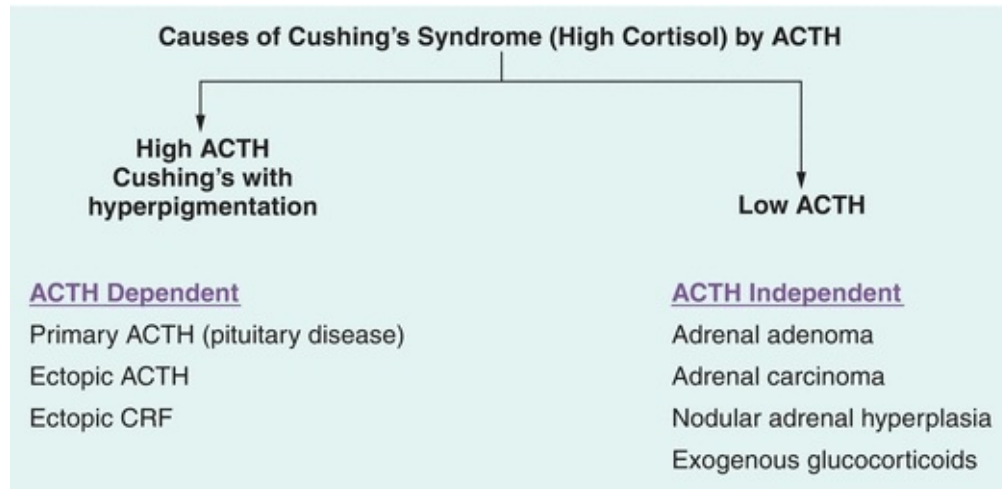 Causes of Cushing's Syndrome (High Cortisol) by ACTH
High ACTH
Cushing's with
hyperpigmentation
Low ACTH
ACTH Dependent
Primary ACTH (pituitary disease)
Ectopic ACTH
Ectopic CRF
ACTH Independent
Adrenal adenoma
Adrenal carcinoma
Nodular adrenal hyperplasia
Exogenous glucocorticoids